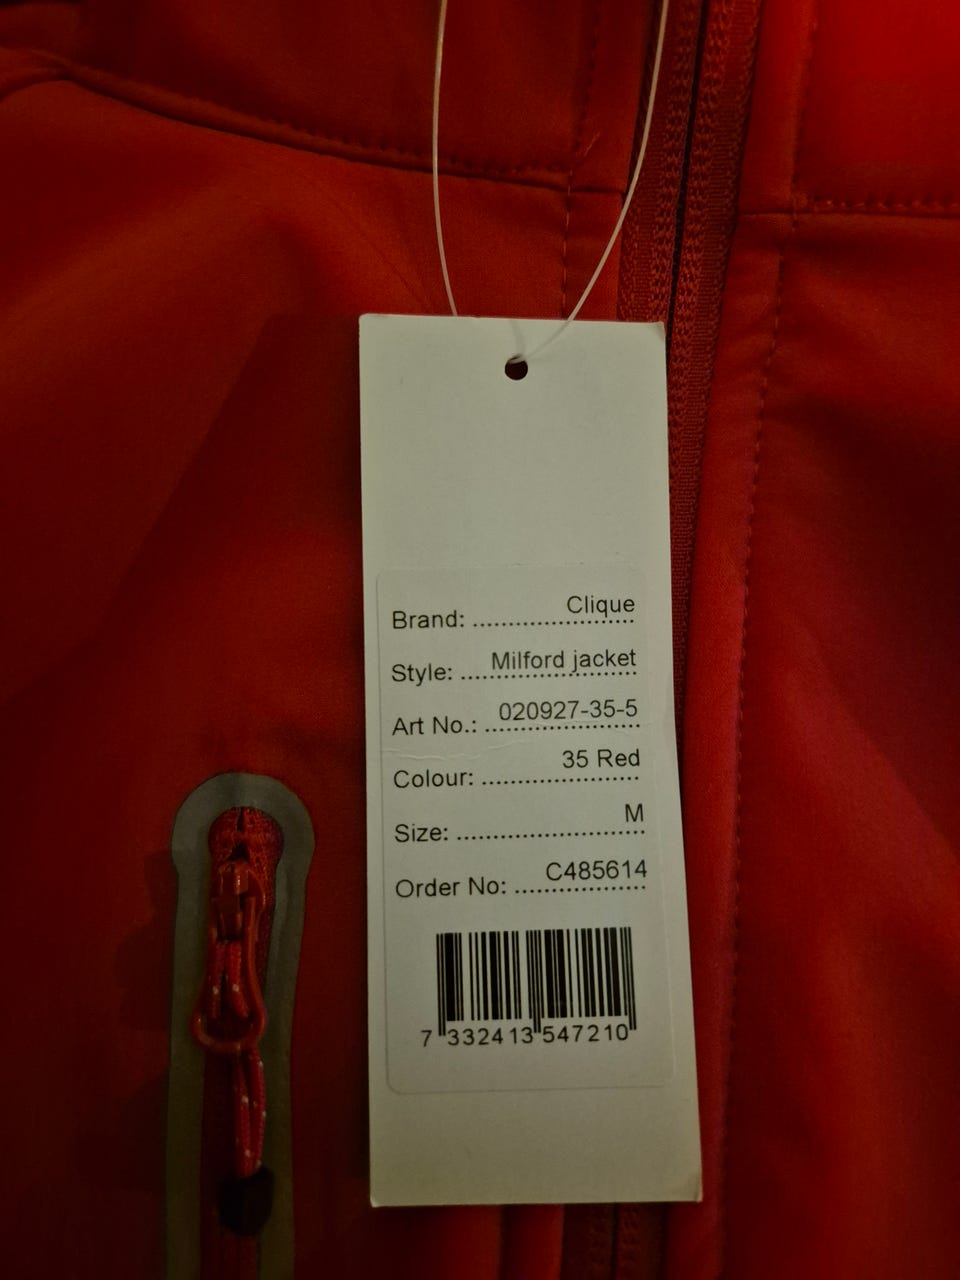 Brand: ...................... Clique
Style: ........................ Milford jacket
Art No.: ..................... 020927-35-5
Colour: ..................... 35 Red
Size: ......................... M
Order No: .................. C485614
7 332413 547210